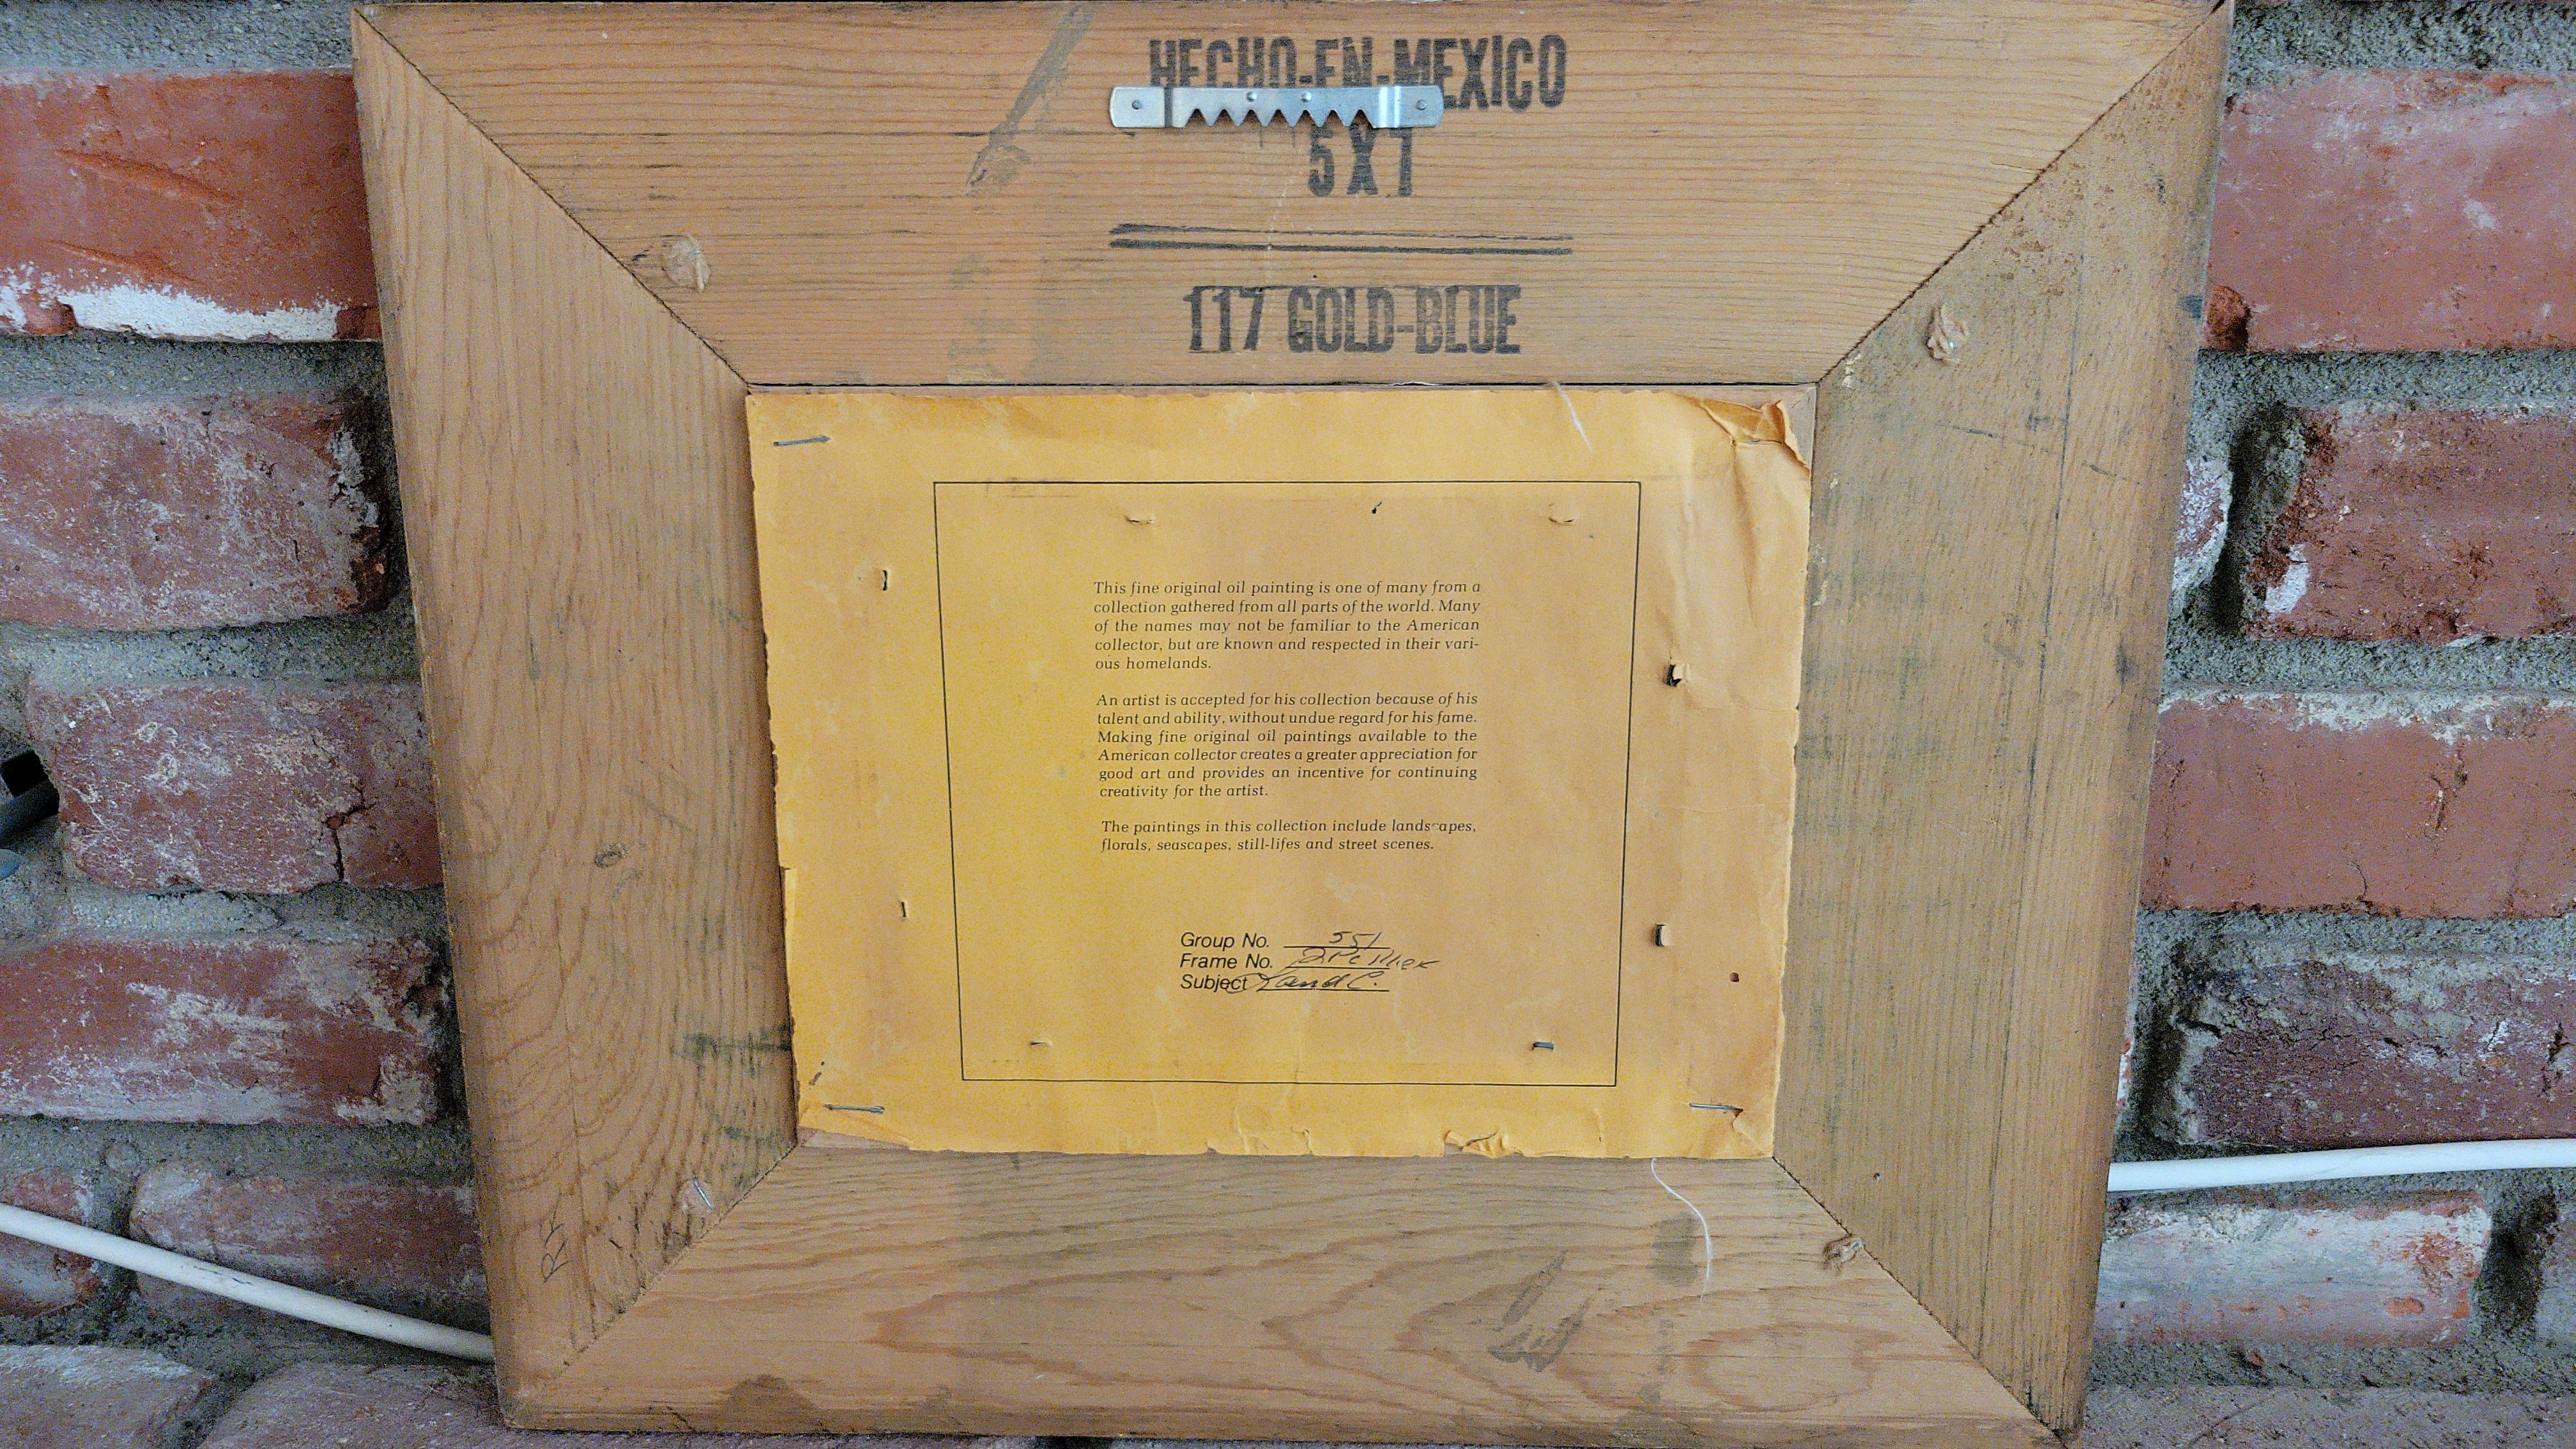 HECHO-EN-MEXICO
5X7
117 GOLD-BLUE
This fine original oil painting is one of many from a
collection gathered from all parts of the world. Many
of the names may not be familiar to the American
collector, but are known and respected in their vari-
ous homelands.
An artist is accepted for his collection because of his
talent and ability, without undue regard for his fame.
Making fine original oil paintings available to the
American collector creates a greater appreciation for
good art and provides an incentive for continuing
creativity for the artist.
The paintings in this collection include landscapes,
florals, seascapes, still-lifes and street scenes.
Group No. 551
Frame No.
Subject Land C.